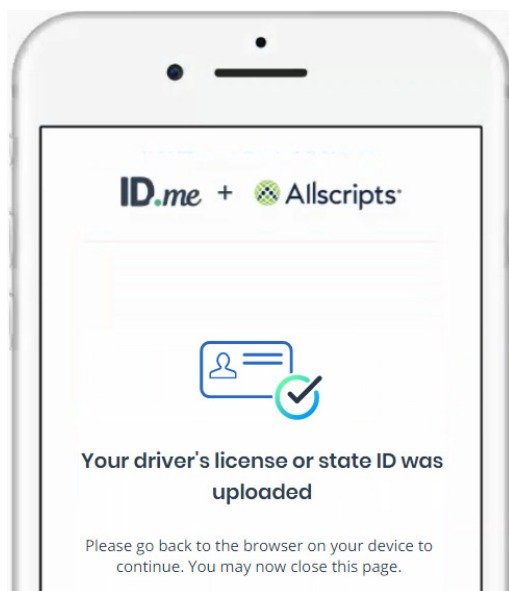 ID.me + Allscripts
Your driver's license or state ID was
uploaded
Please go back to the browser on your device to
continue. You may now close this page.